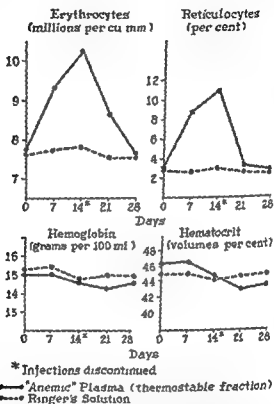 Erythrocytes
(millions per cu mm)
Reticulocytes
(per cent)
10
9
8
7
12
10
8
6
4
2
0 7 14* 21 28
0 7 14* 21 28
Days
Hemoglobin
(grams per 100 ml)
Hematocrit
(volumes per cent)
16
15
15
48
46
44
42
40
0 7 14* 21 28
0 7 14* 21 28
Days
*Injections discontinued
"Anemic" Plasma (thermostable fraction)
Ringer's Solution